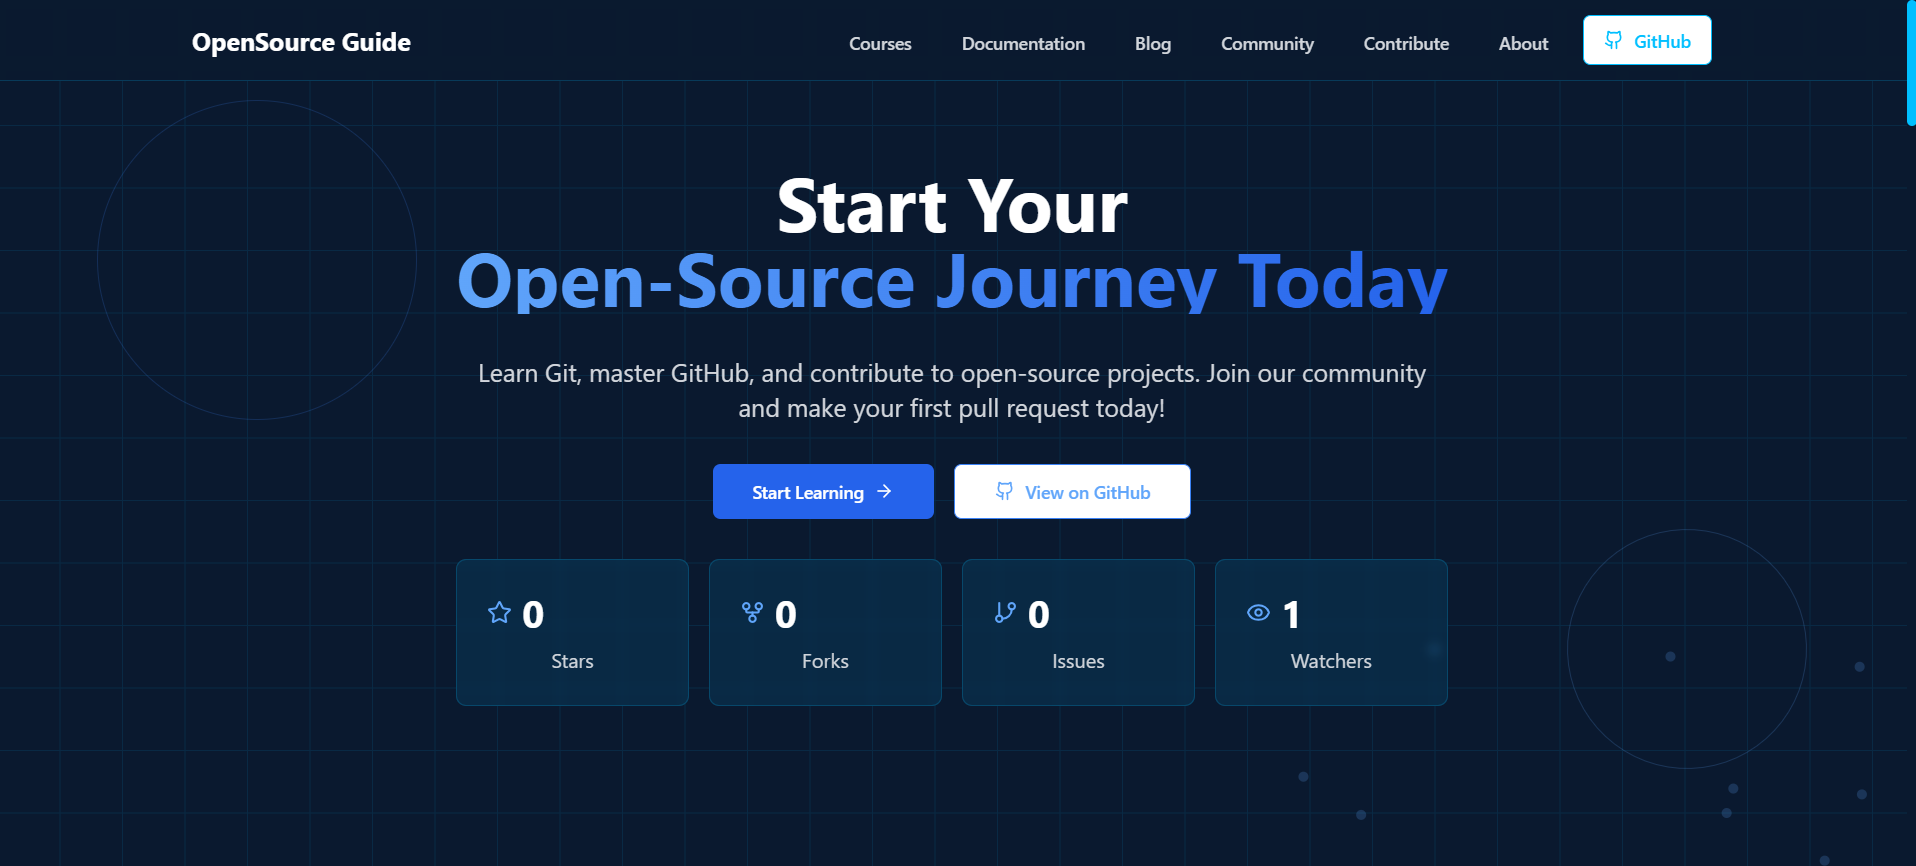 OpenSource Guide
Courses
Documentation
Blog
Community
Contribute
About
GitHub
Start Your
Open-Source Journey Today
Learn Git, master GitHub, and contribute to open-source projects. Join our community
and make your first pull request today!
Start Learning
View on GitHub
0
Stars
0
Forks
0
Issues
1
Watchers